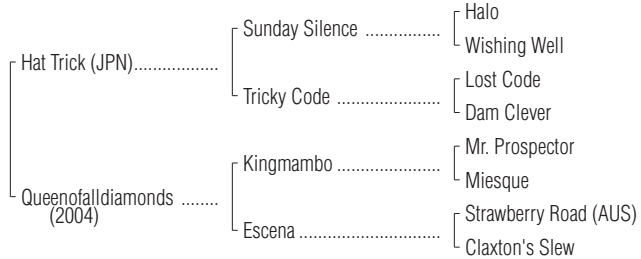 Halo
Sunday Silence ..................
Wishing Well
Hat Trick (JPN)..................
Lost Code
Tricky Code ........................
Dam Clever
Mr. Prospector
Kingmambo ........................
Miesque
Queenofalldiamonds ........
(2004)
Strawberry Road (AUS)
Escena .................................
Claxton's Slew